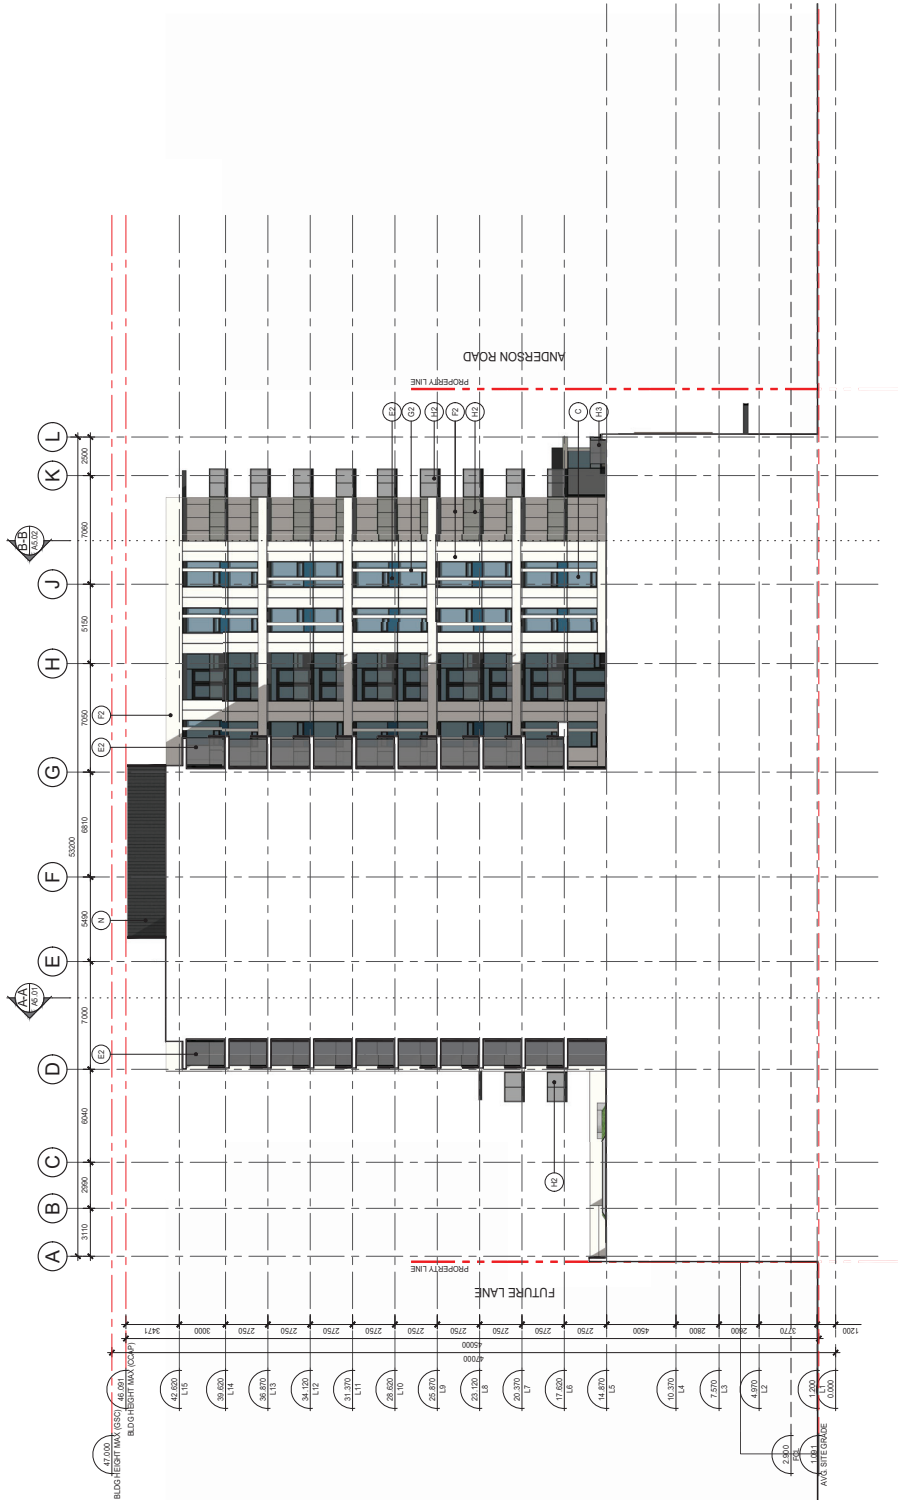 A
B
C
D
E
F
G
H
J
K
L
A-A
A5.01
B-B
A5.02
53200
3110
2990
6040
7000
5490
6810
7050
5150
7060
2500
E2
N
E2
F2
E2
G2
H2
F2
H2
C
H3
H2
PROPERTY LINE
FUTURE LANE
PROPERTY LINE
ANDERSON ROAD
3471
3000
2750
2750
2750
2750
2750
2750
2750
2750
2750
4500
2800
2600
3770
1200
45000
47000
47.000
BLDG HEIGHT MAX (GSC)
46.091
BLDG HEIGHT MAX (CCAP)
42.620
L15
39.620
L14
36.870
L13
34.120
L12
31.370
L11
28.620
L10
25.870
L9
23.120
L8
20.370
L7
17.620
L6
14.870
L5
10.370
L4
7.570
L3
4.970
L2
2.900
FCL
1.200
L1
1.091
AVG. SITE GRADE
0.000